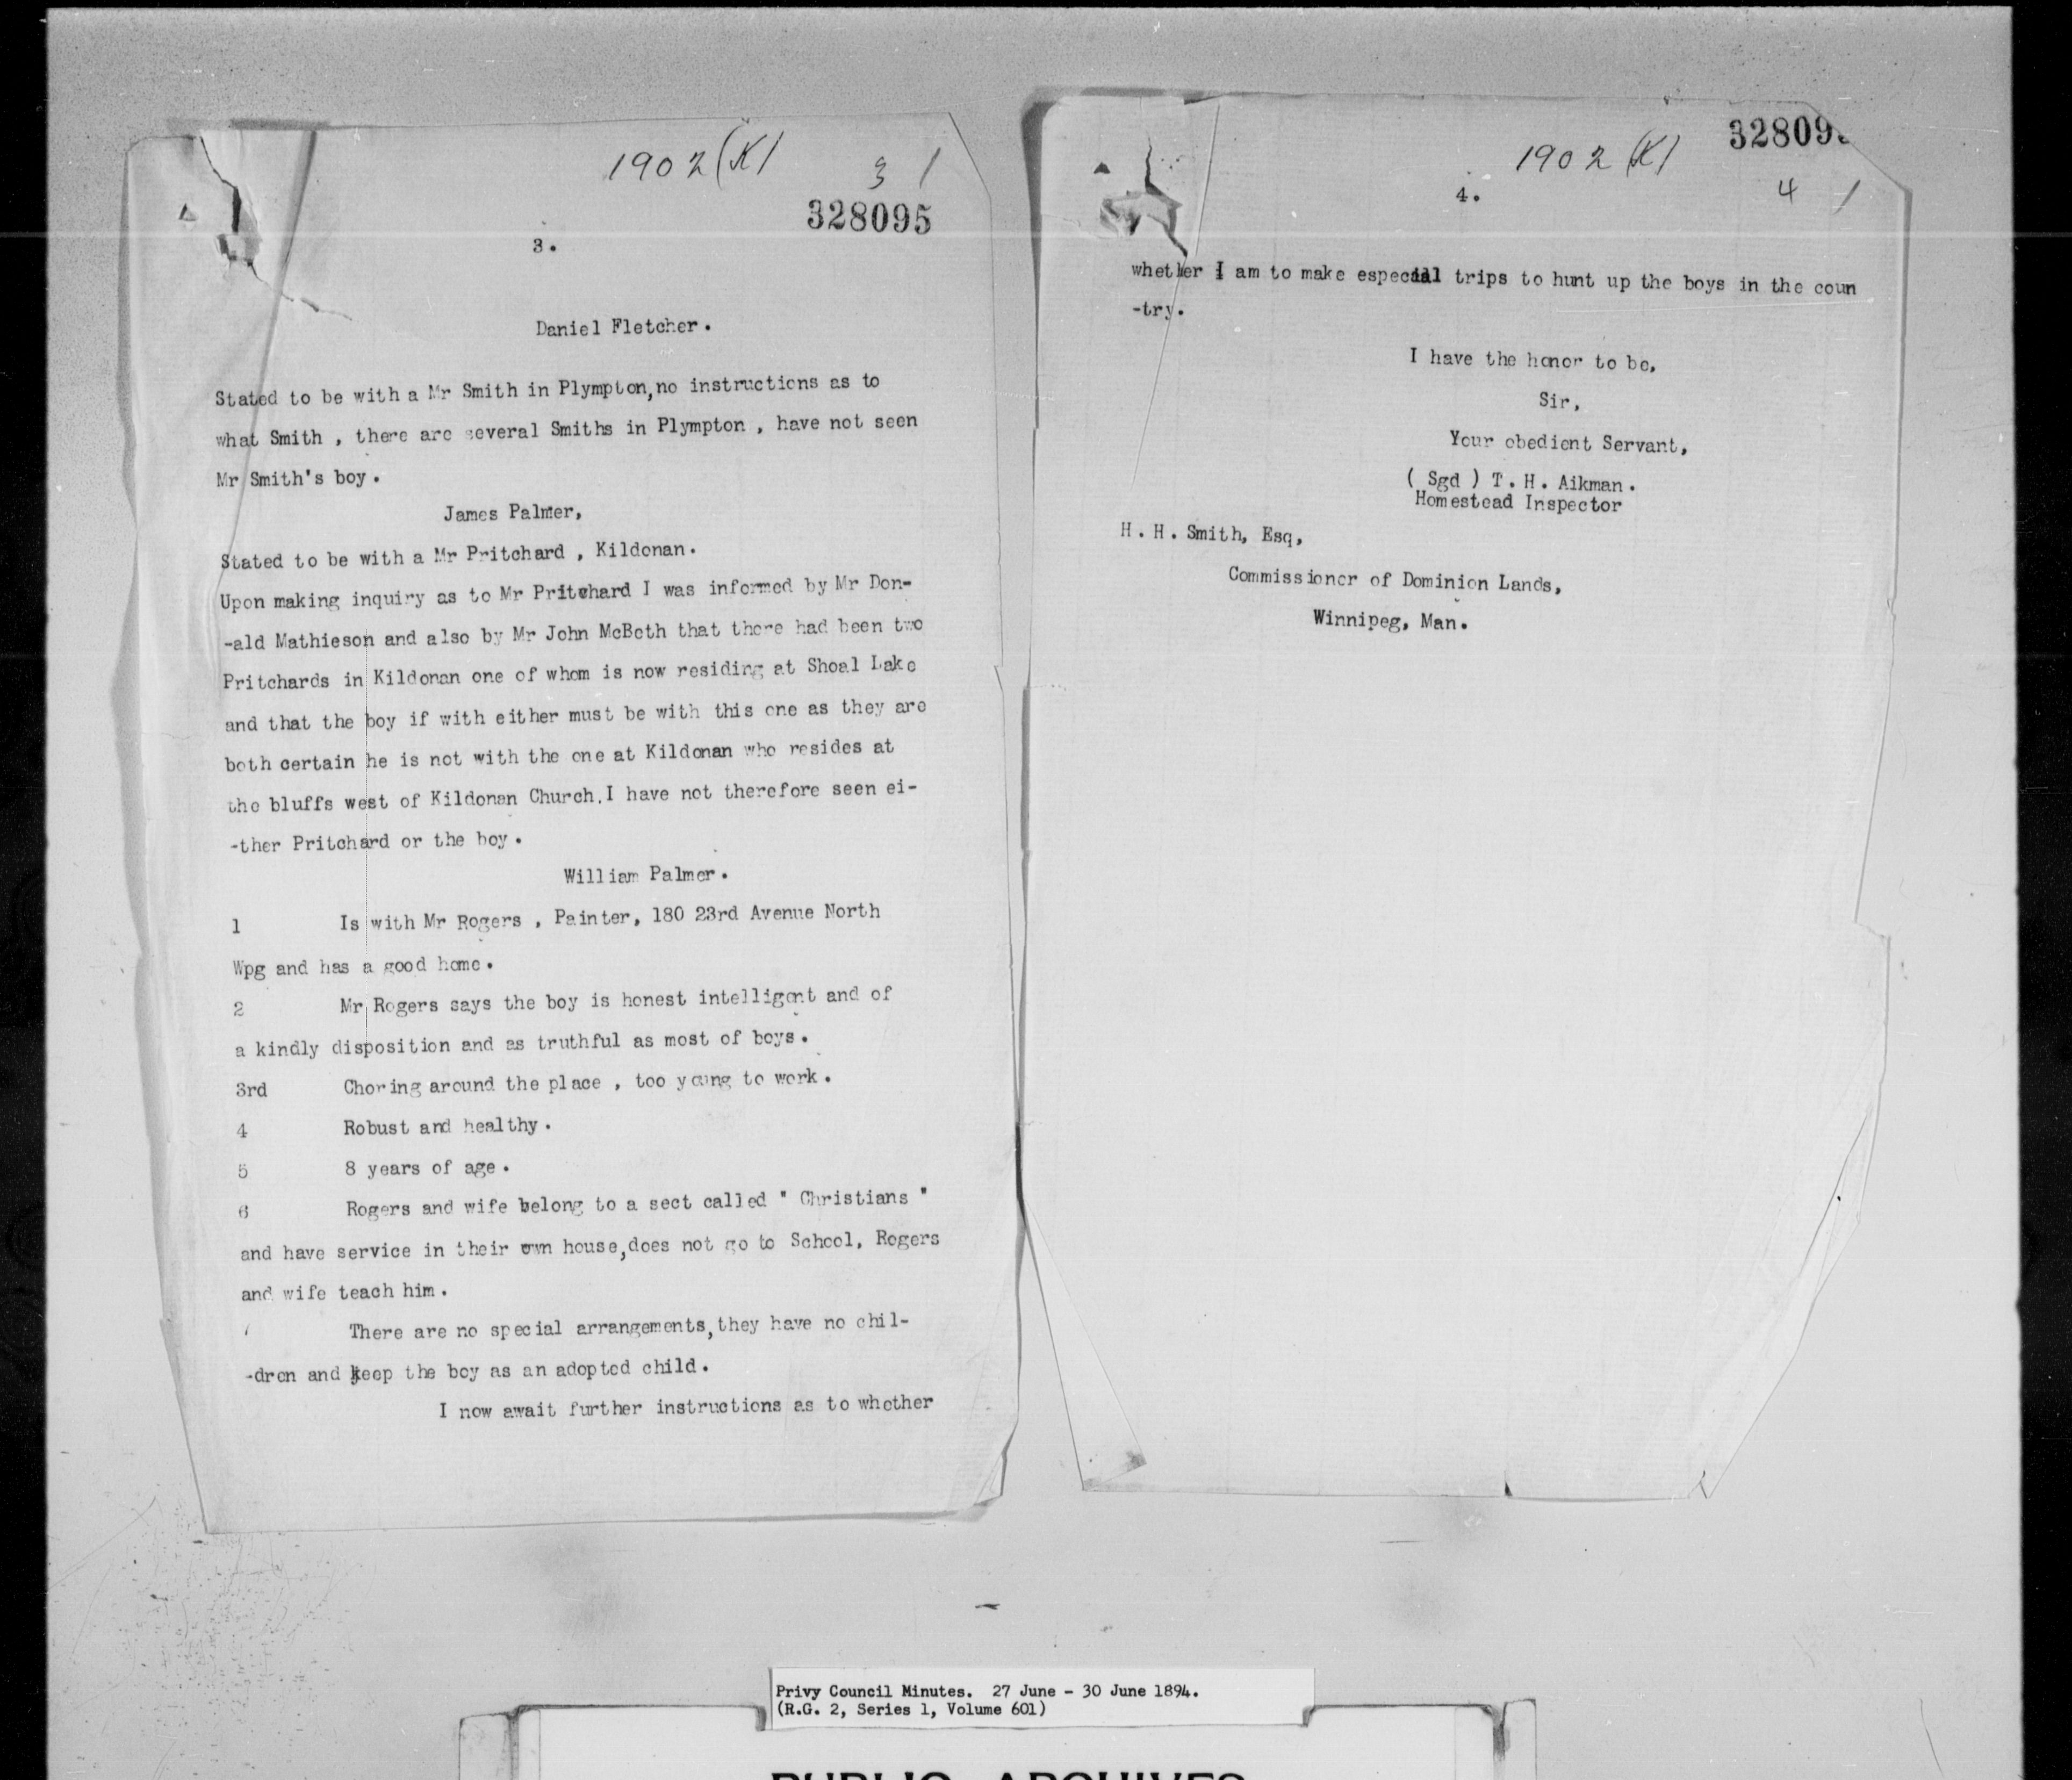 1902 (K) 3 /
328095
3.
Daniel Fletcher.
Stated to be with a Mr Smith in Plympton,no instructions as to
what Smith , there are several Smiths in Plympton , have not seen
Mr Smith's boy.
James Palmer,
Stated to be with a Mr Pritchard , Kildonan.
Upon making inquiry as to Mr Pritchard I was informed by Mr Don-
-ald Mathieson and also by Mr John McBeth that there had been two
Pritchards in Kildonan one of whom is now residing at Shoal Lake
and that the boy if with either must be with this one as they are
both certain he is not with the one at Kildonan who resides at
the bluffs west of Kildonan Church.I have not therefore seen ei-
-ther Pritchard or the boy.
William Palmer.
1 Is with Mr Rogers , Painter, 180 23rd Avenue North
Wpg and has a good home.
2 Mr Rogers says the boy is honest intelligent and of
a kindly disposition and as truthful as most of boys.
3rd Choring around the place , too young to work.
4 Robust and healthy.
5 8 years of age.
6 Rogers and wife belong to a sect called " Christians "
and have service in their own house,does not go to School, Rogers
and wife teach him.
There are no special arrangements,they have no chil-
-dren and keep the boy as an adopted child.
I now await further instructions as to whether
1902 (K) 32809
4. 4 /
whether I am to make especial trips to hunt up the boys in the coun
-try.
I have the honor to be,
Sir,
Your obedient Servant,
( Sgd ) T. H. Aikman.
Homestead Inspector
H. H. Smith, Esq,
Commissioner of Dominion Lands,
Winnipeg, Man.
Privy Council Minutes. 27 June - 30 June 1894.
(R.G. 2, Series 1, Volume 601)
PUBLIC ARCHIVES